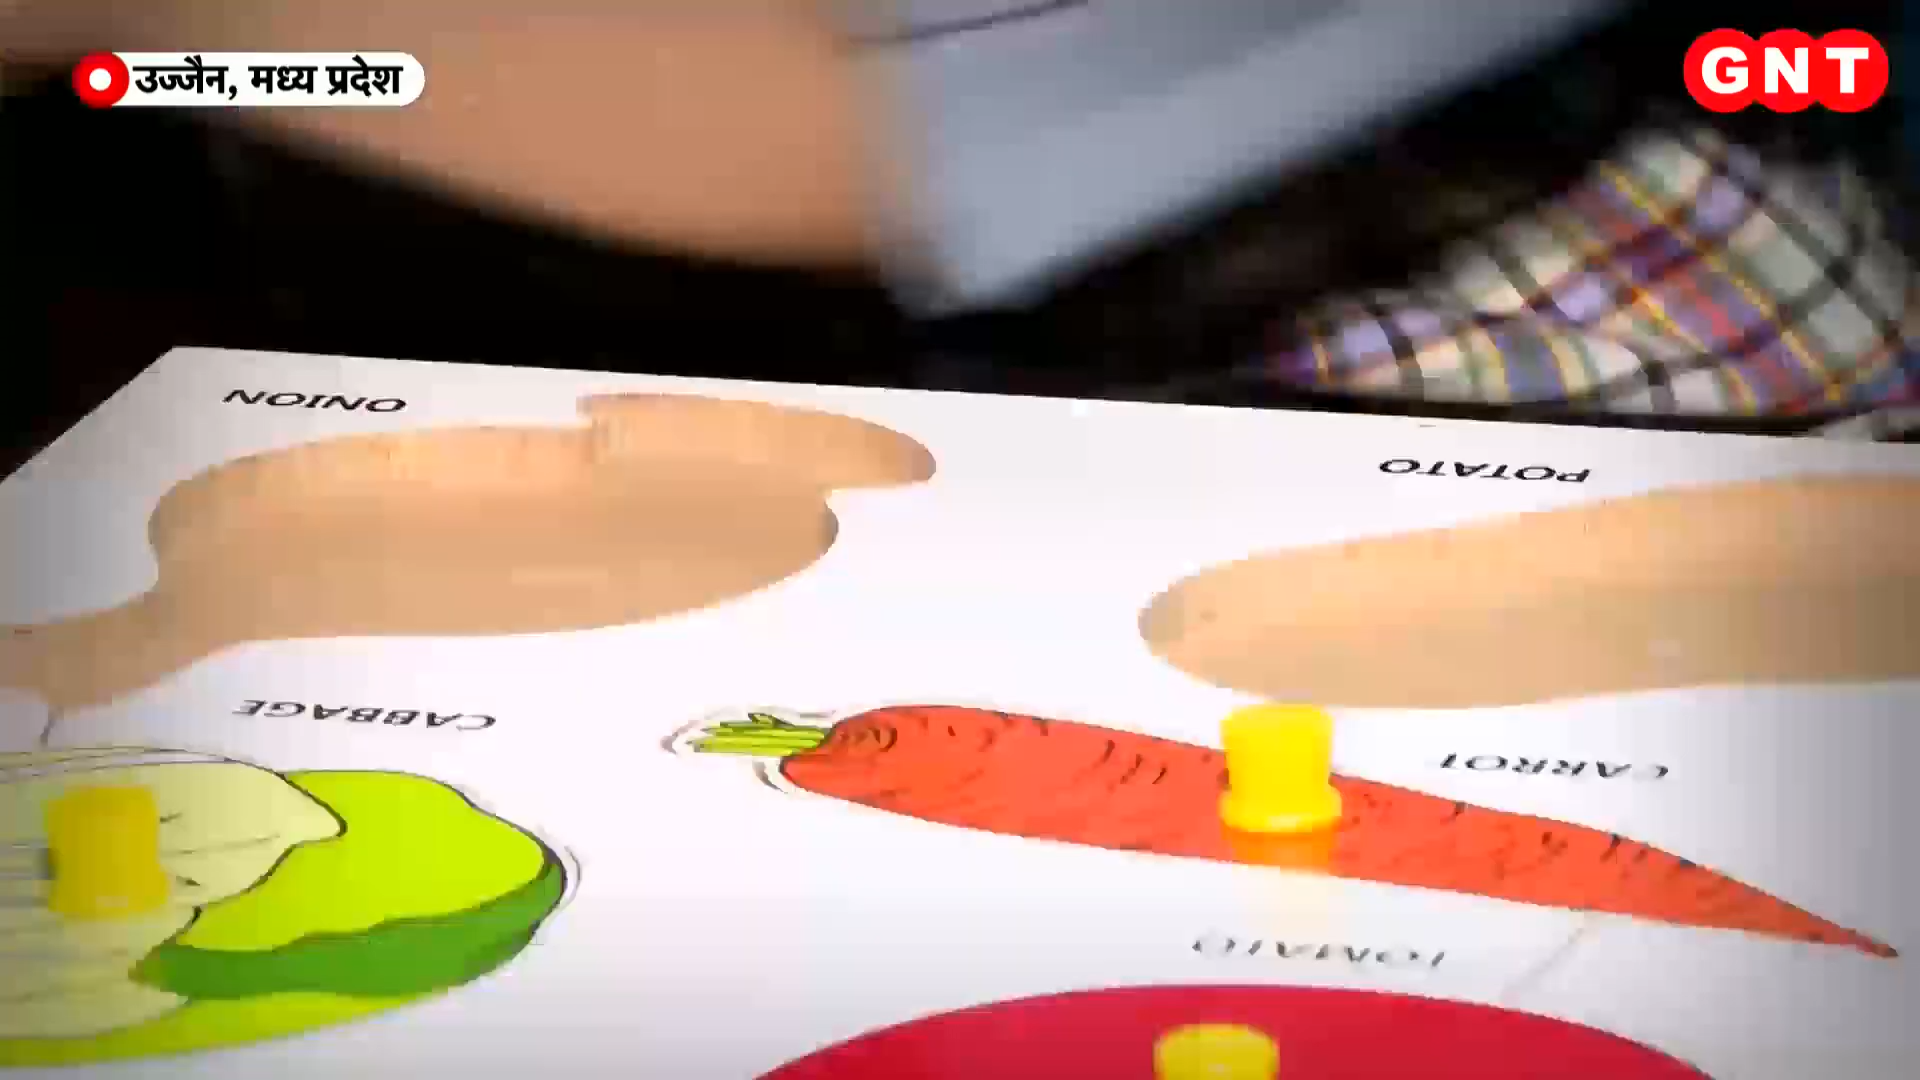 उज्जैन, मध्य प्रदेश
GNT
ONION
POTATO
CABBAGE
CARROT
TOMATO